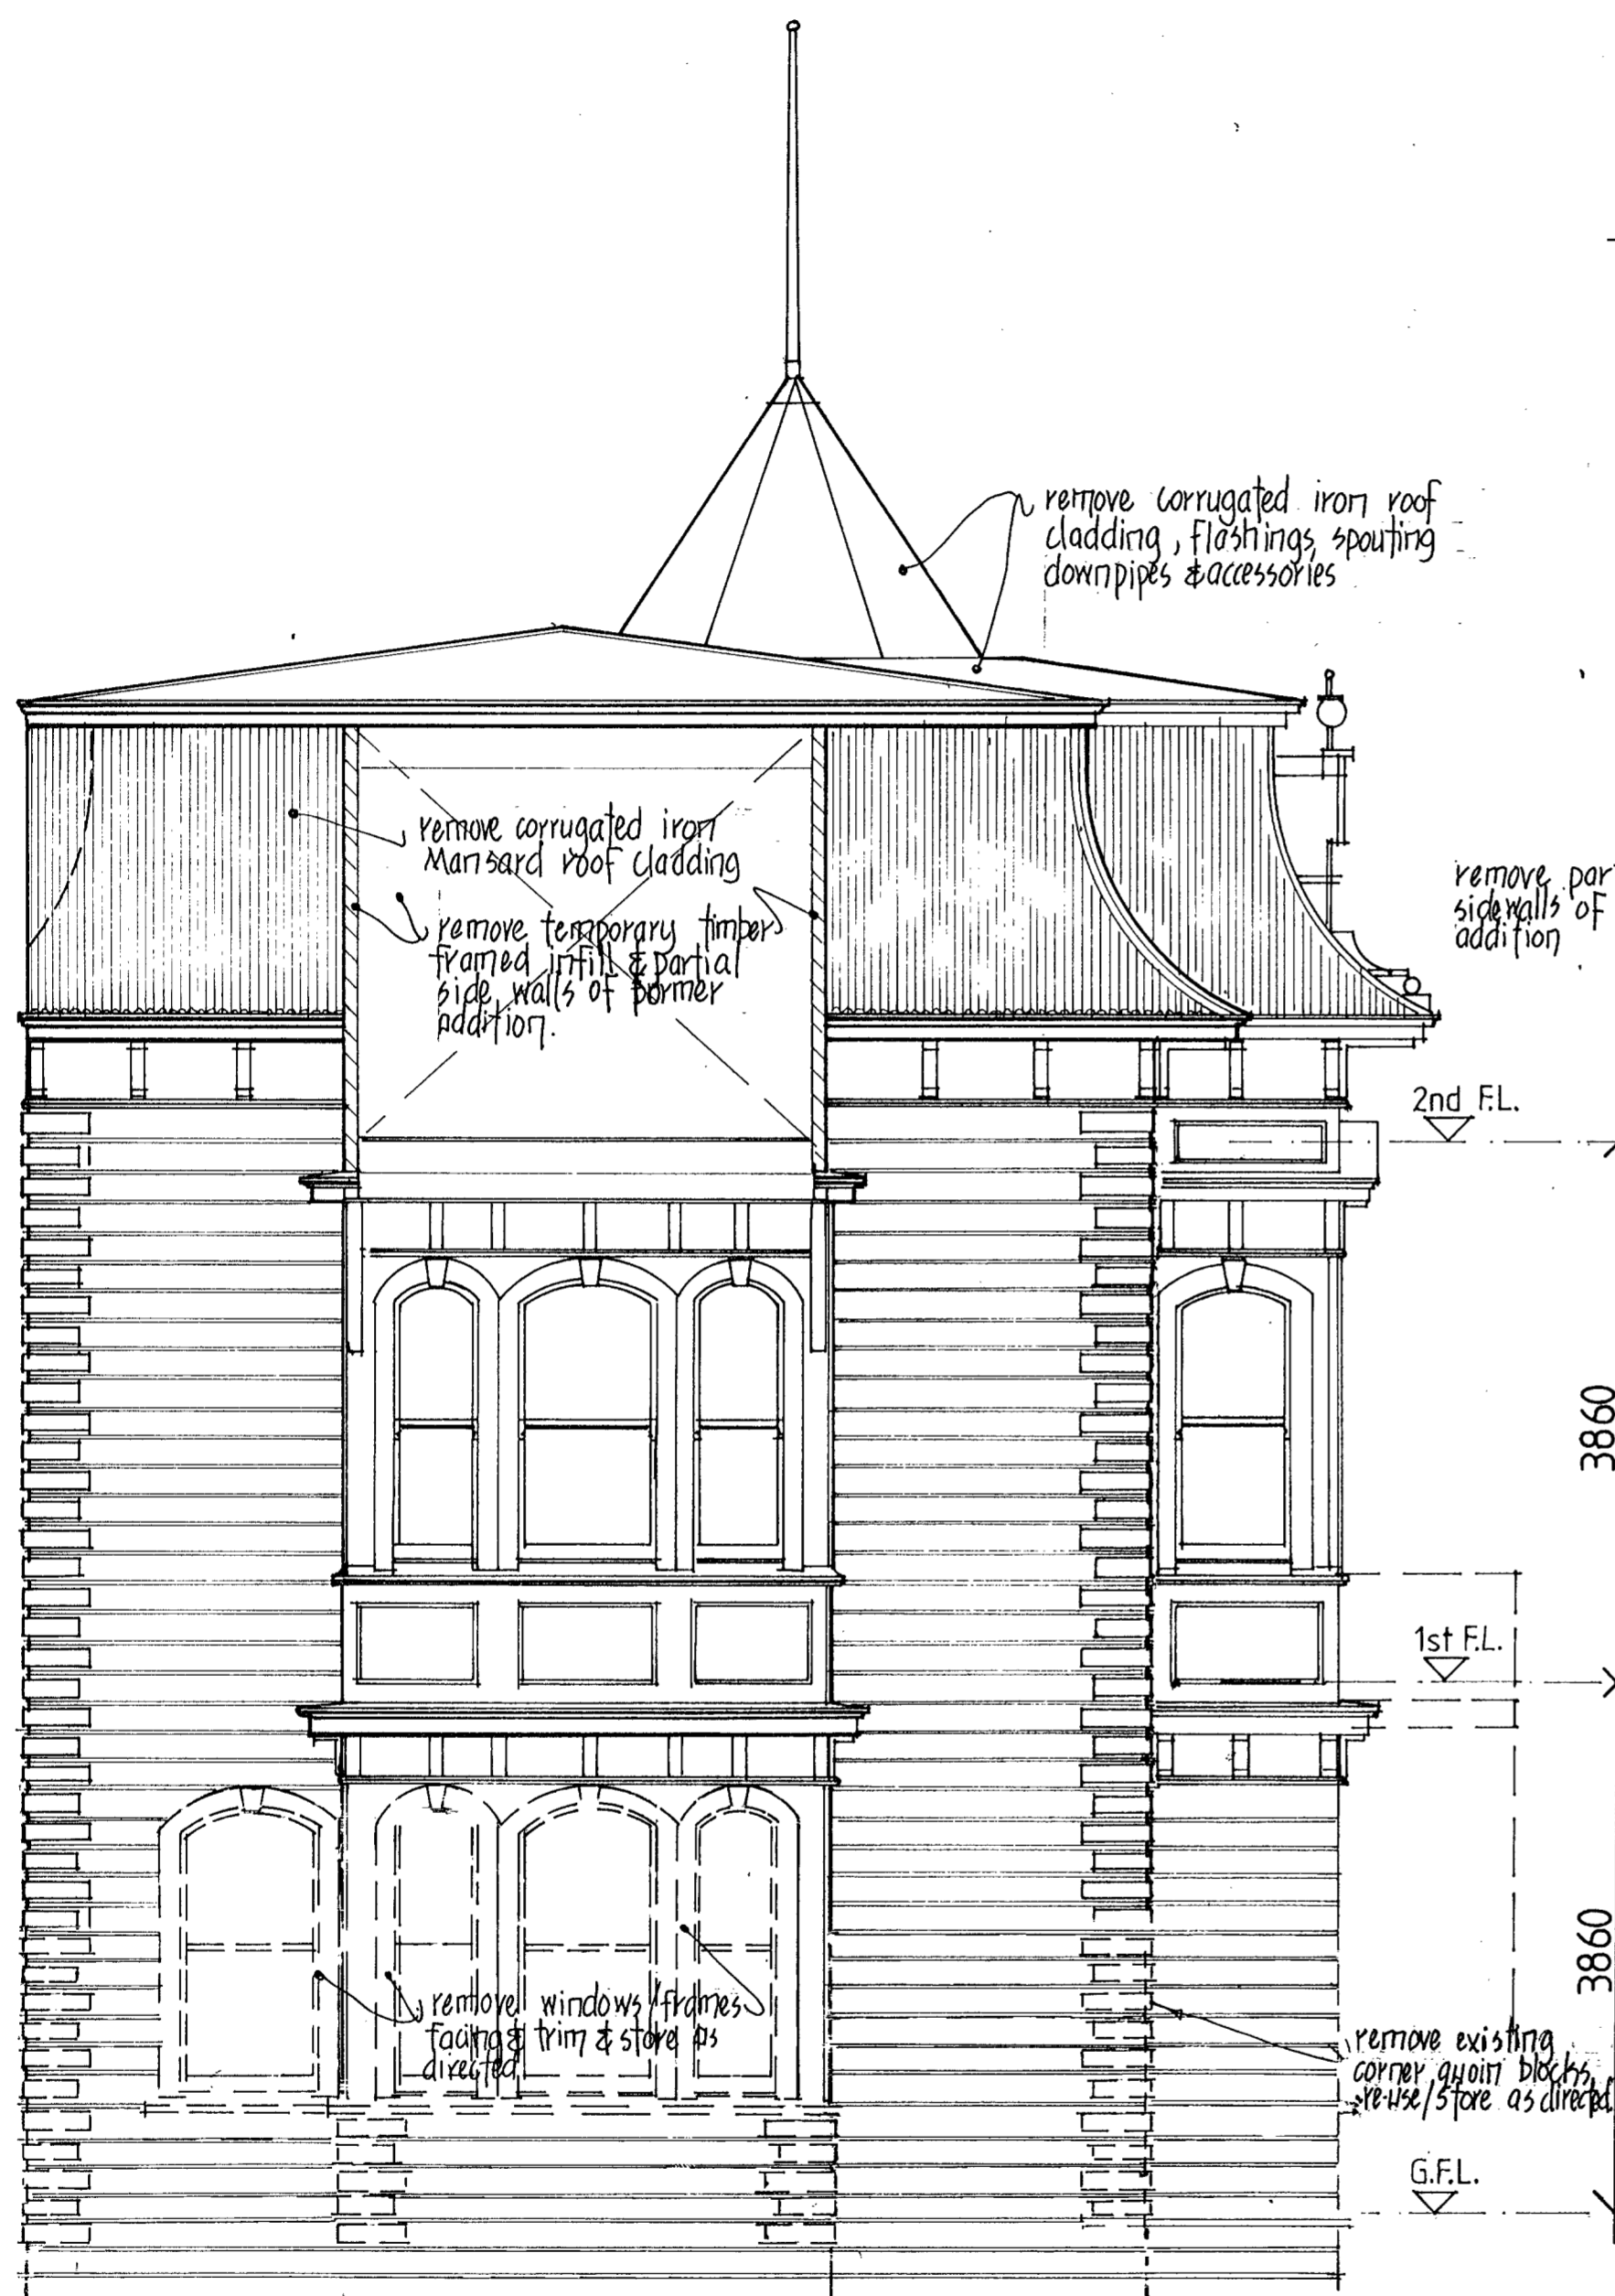 remove corrugated iron roof
cladding, flashings, spouting
downpipes & accessories
remove corrugated iron
Mansard roof cladding
remove temporary timber
framed infill & partial
side walls of dormer
addition.
remove par
sidewalls of
addition
2nd F.L.
3860
1st F.L.
3860
remove windows/frames
facing & trim & store as
directed
remove existing
corner quoin blocks
re-use/store as directed.
G.F.L.